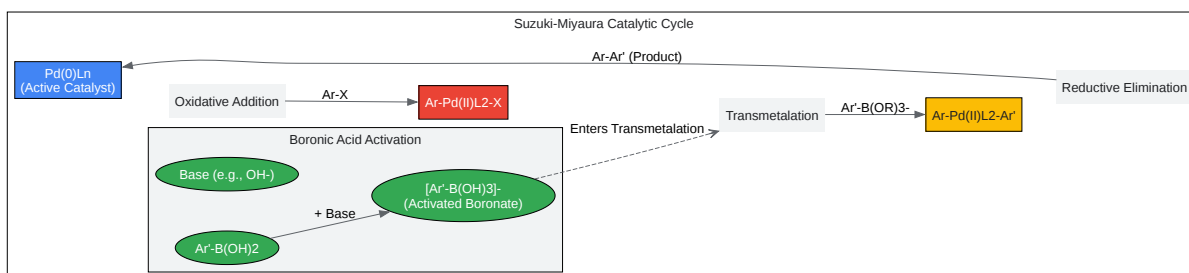 Suzuki-Miyaura Catalytic Cycle
Ar-Ar' (Product)
Pd(0)Ln
(Active Catalyst)
Reductive Elimination
Oxidative Addition
Ar-X
Ar-Pd(II)L2-X
Transmetalation
Ar'-B(OR)3-
Ar-Pd(II)L2-Ar'
Enters Transmetalation
Boronic Acid Activation
Base (e.g., OH-)
[Ar'-B(OH)3]-
(Activated Boronate)
+ Base
Ar'-B(OH)2